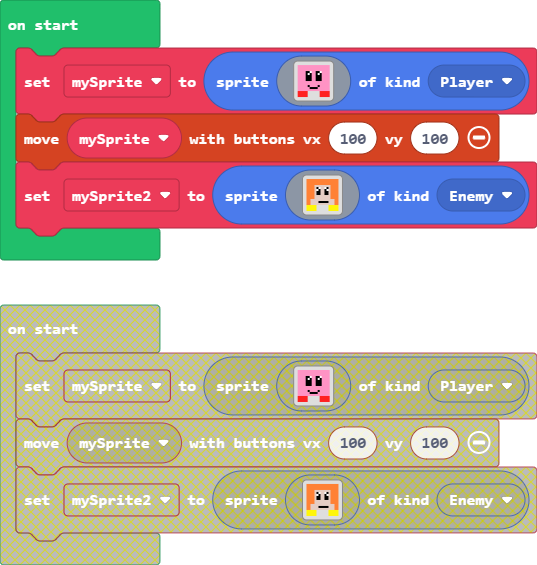 on start
set mySprite to sprite of kind Player
move mySprite with buttons vx 100 vy 100
set mySprite2 to sprite of kind Enemy
on start
set mySprite to sprite of kind Player
move mySprite with buttons vx 100 vy 100
set mySprite2 to sprite of kind Enemy